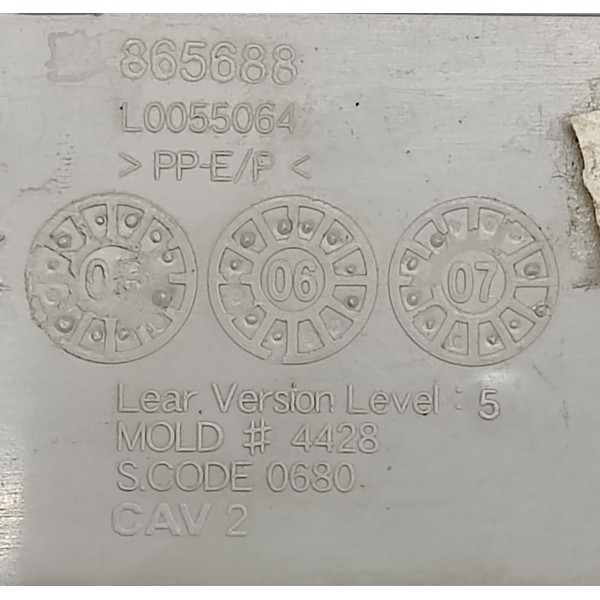 865688
L0055064
> PP-E/P <
06 07
Lear. Version Level : 5
MOLD # 4428
S.CODE 0680
CAV 2